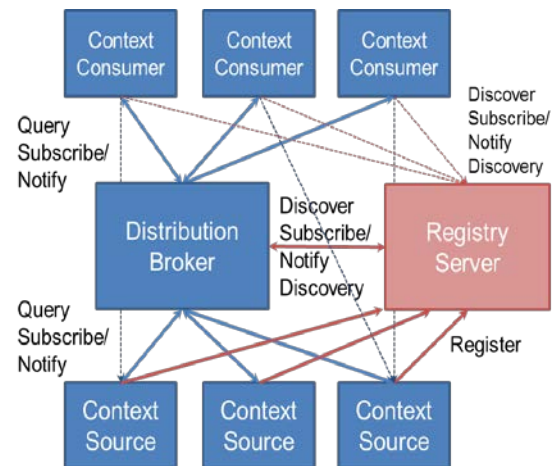 Context
Consumer
Context
Consumer
Context
Consumer
Query
Subscribe/
Notify
Discover
Subscribe/
Notify
Discovery
Distribution
Broker
Discover
Subscribe/
Notify
Discovery
Registry
Server
Query
Subscribe/
Notify
Register
Context
Source
Context
Source
Context
Source